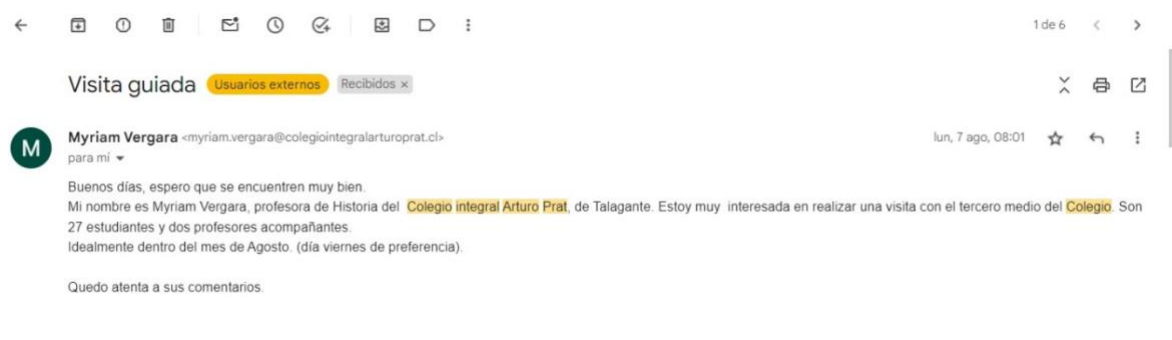 1 de 6
Visita guiada Usuarios externos Recibidos ×
M
Myriam Vergara <myriam.vergara@colegiointegralarturoprat.cl> lun, 7 ago, 08:01
para mí
Buenos días, espero que se encuentren muy bien.
Mi nombre es Myriam Vergara, profesora de Historia del Colegio integral Arturo Prat, de Talagante. Estoy muy interesada en realizar una visita con el tercero medio del Colegio. Son
27 estudiantes y dos profesores acompañantes.
Idealmente dentro del mes de Agosto. (día viernes de preferencia).
Quedo atenta a sus comentarios.